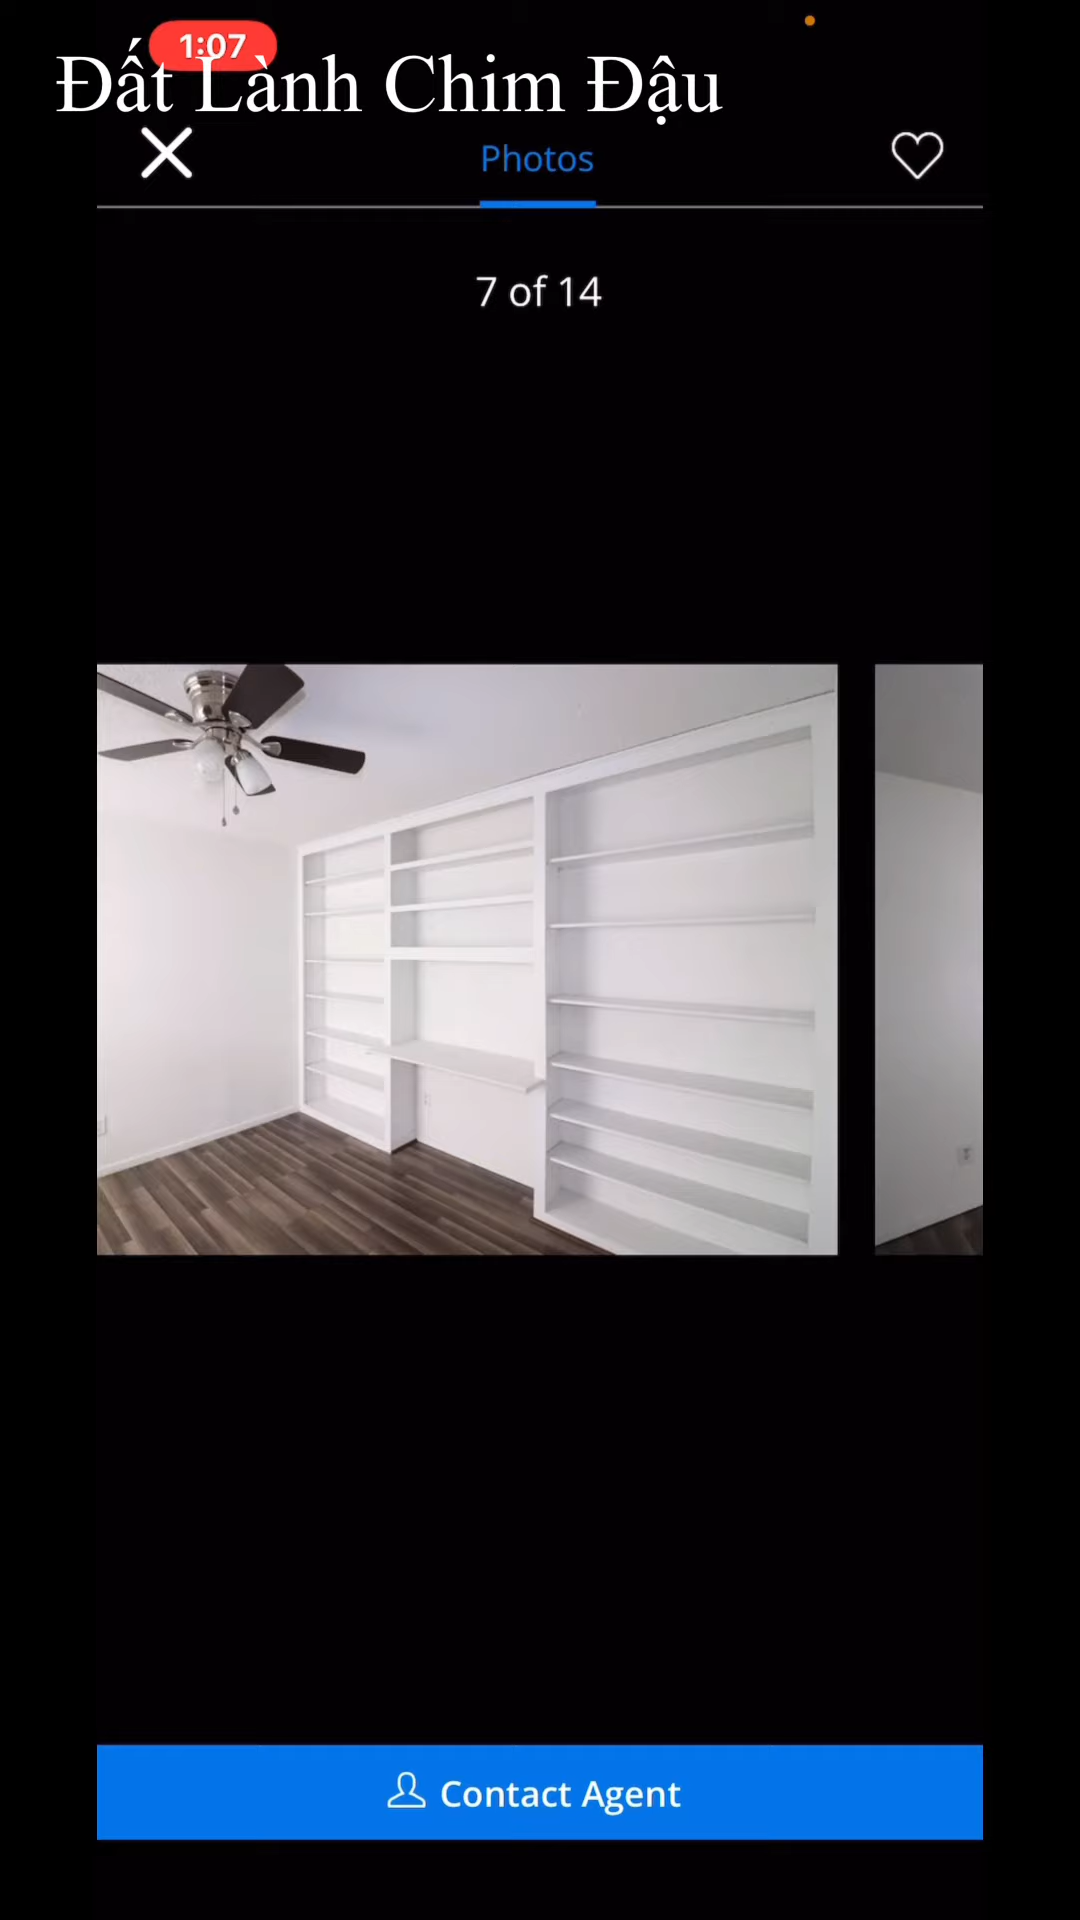 1:07
Đất Lành Chim Đậu
Photos
7 of 14
Contact Agent